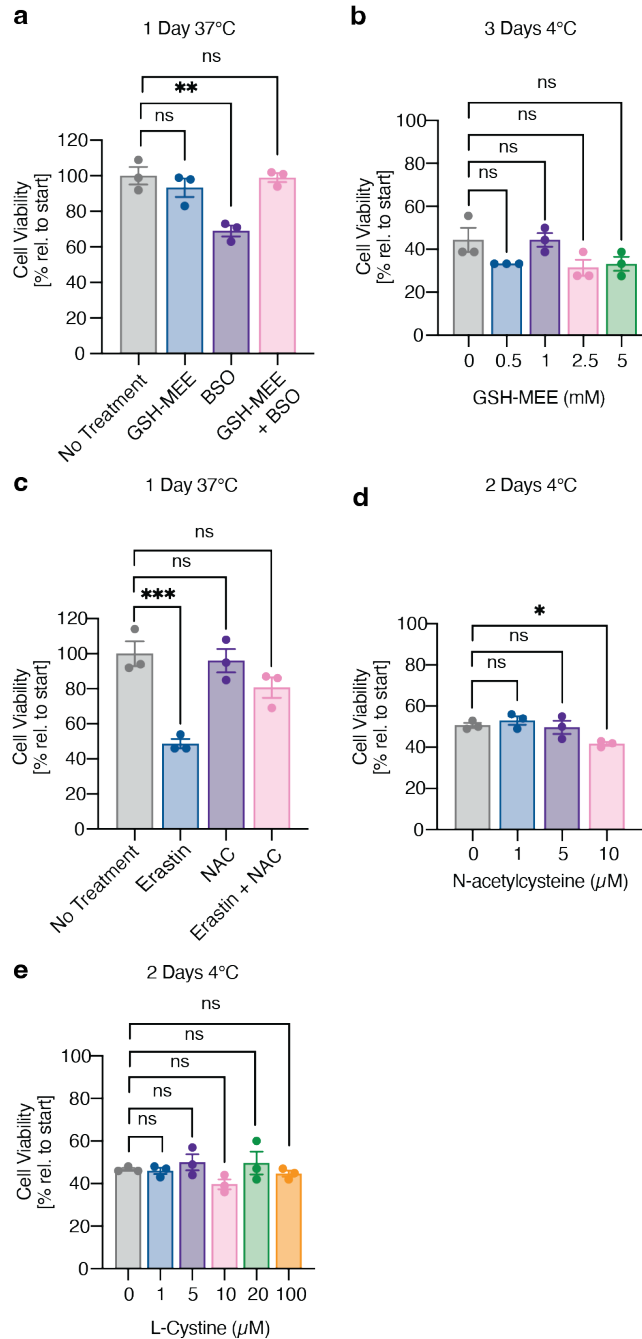 a
1 Day 37°C
ns
**
ns
120
100
80
60
40
20
0
Cell Viability
[% rel. to start]
No Treatment
GSH-MEE
BSO
GSH-MEE
+ BSO
b
3 Days 4°C
ns
ns
ns
ns
100
80
60
40
20
0
Cell Viability
[% rel. to start]
0 0.5 1 2.5 5
GSH-MEE (mM)
c
1 Day 37°C
ns
ns
***
120
100
80
60
40
20
0
Cell Viability
[% rel. to start]
No Treatment
Erastin
NAC
Erastin + NAC
d
2 Days 4°C
*
ns
ns
100
80
60
40
20
0
Cell Viability
[% rel. to start]
0 1 5 10
N-acetylcysteine (µM)
e
2 Days 4°C
ns
ns
ns
ns
ns
100
80
60
40
20
0
Cell Viability
[% rel. to start]
0 1 5 10 20 100
L-Cystine (µM)